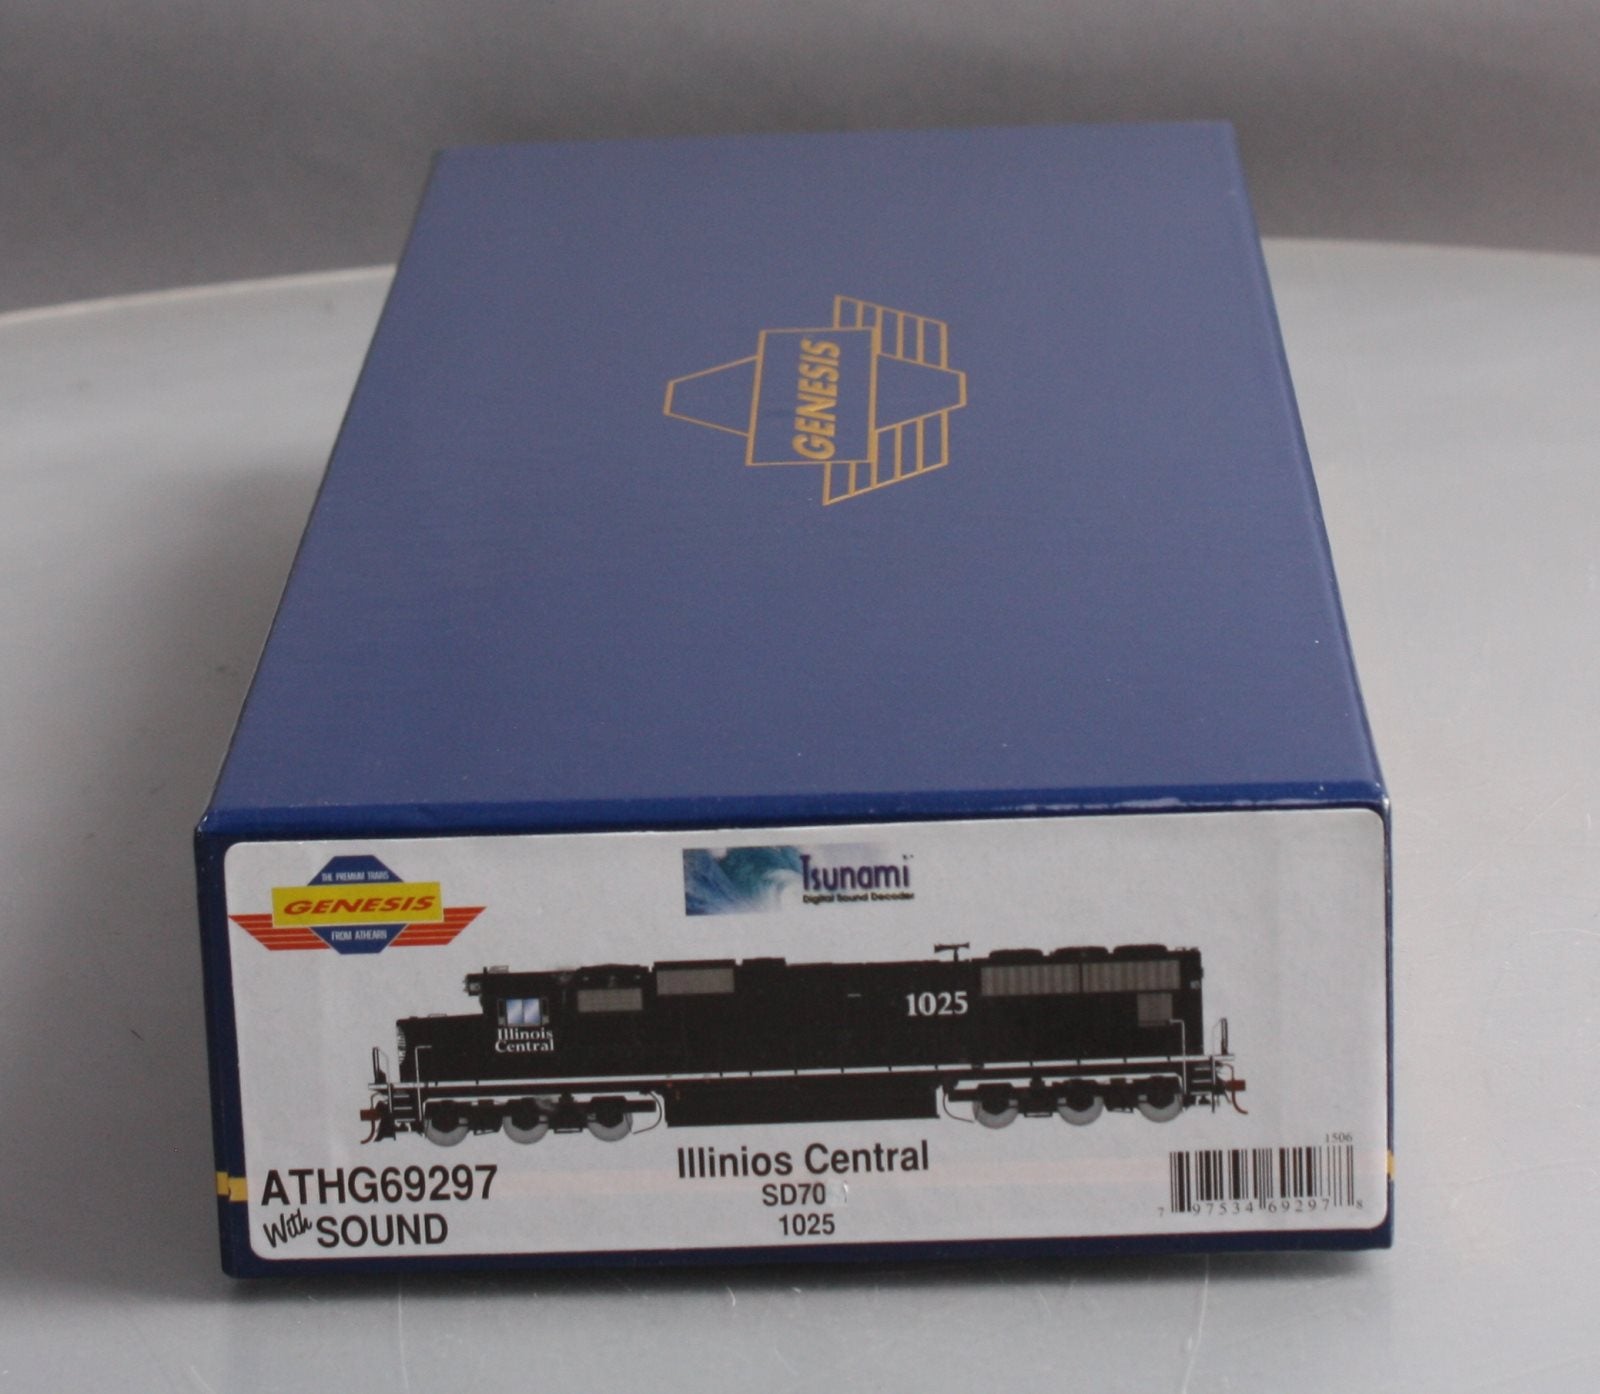 GENESIS
THE PREMIUM TRAINS
GENESIS
FROM ATHEARN
Tsunami
Digital Sound Decoder
1025
Illinois
Central
ATHG69297
With SOUND
Illinios Central
SD70
1025
1506
7 97534 69297 8